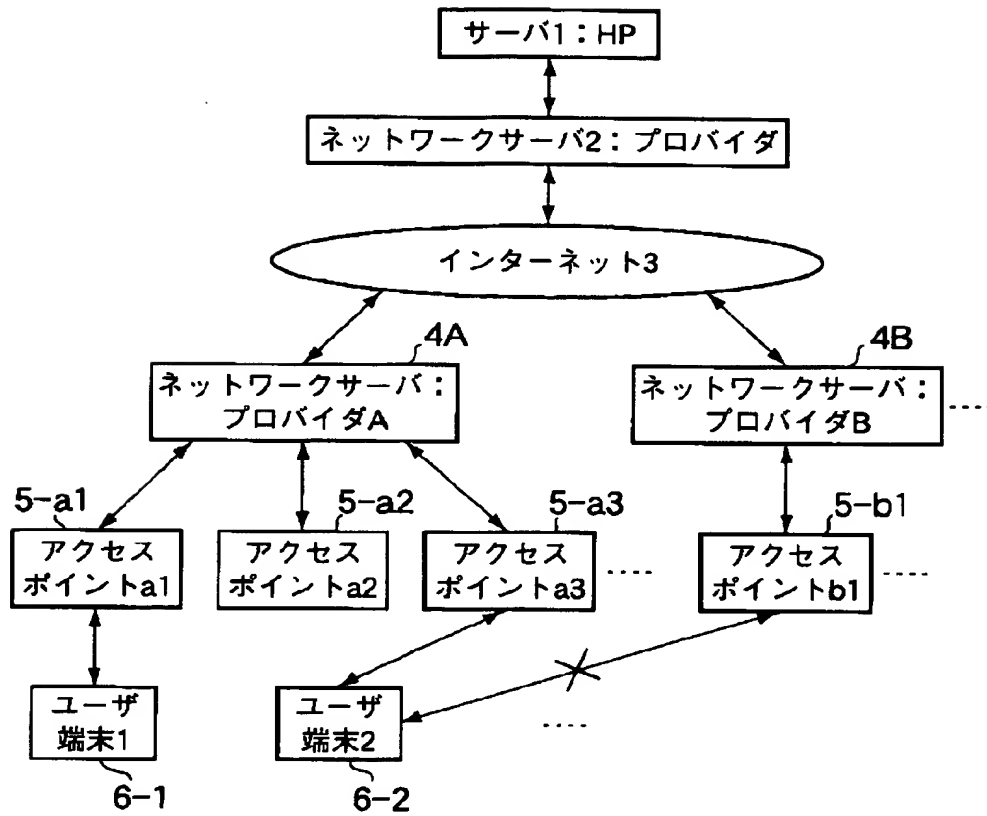 サーバ1：HP
ネットワークサーバ2：プロバイダ
インターネット3
4A
4B
ネットワークサーバ：
プロバイダA
ネットワークサーバ：
プロバイダB
5-a1
5-a2
5-a3
5-b1
アクセス
ポイントa1
アクセス
ポイントa2
アクセス
ポイントa3
アクセス
ポイントb1
ユーザ
端末1
ユーザ
端末2
6-1
6-2